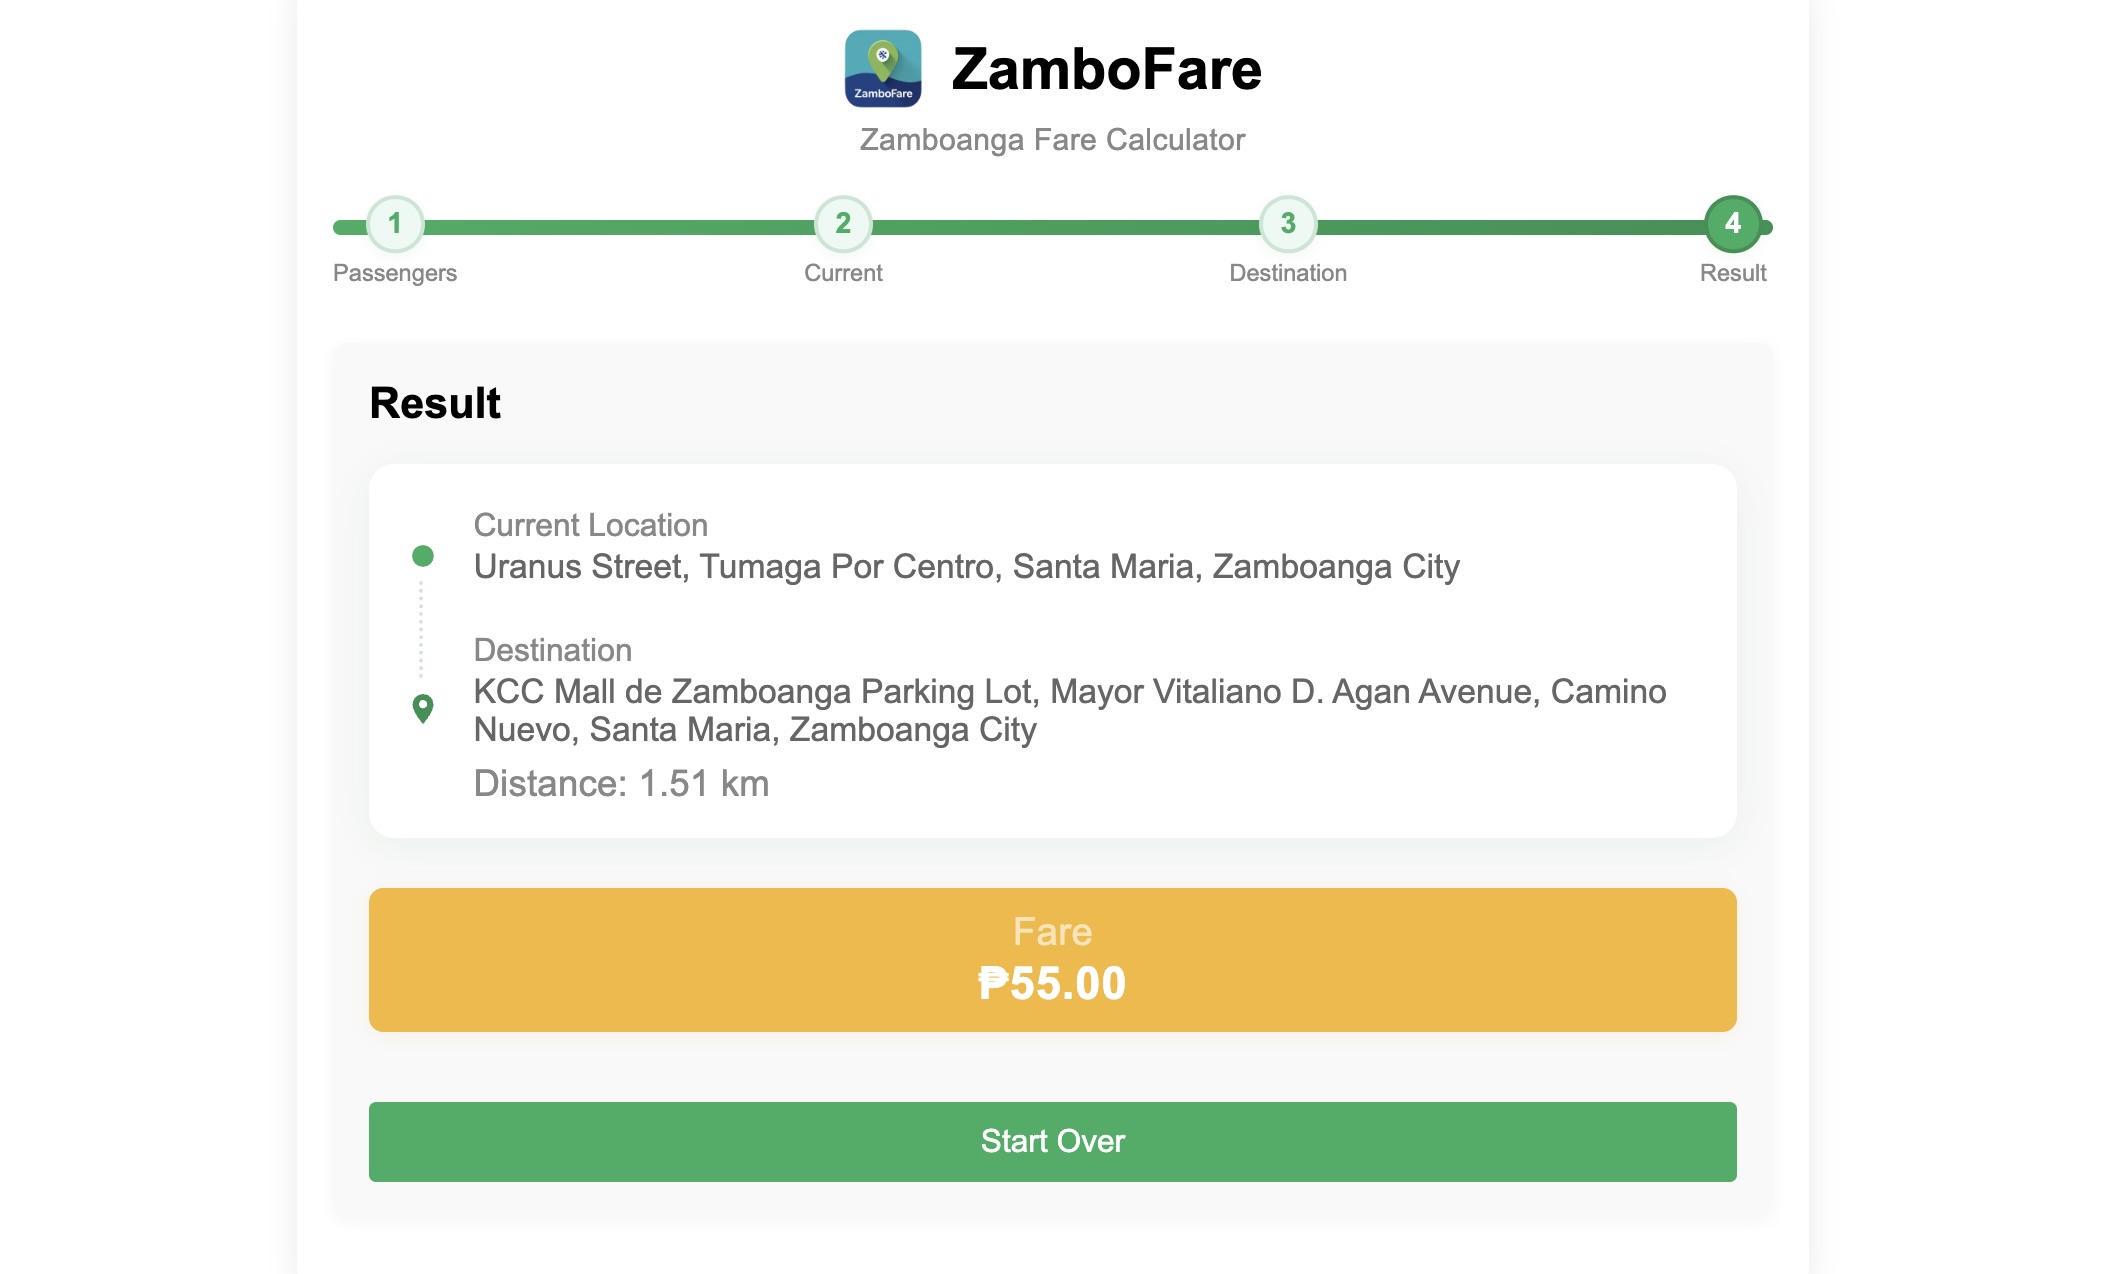 ZamboFare
ZamboFare
Zamboanga Fare Calculator
1
2
3
4
Passengers
Current
Destination
Result
Result
Current Location
Uranus Street, Tumaga Por Centro, Santa Maria, Zamboanga City
Destination
KCC Mall de Zamboanga Parking Lot, Mayor Vitaliano D. Agan Avenue, Camino
Nuevo, Santa Maria, Zamboanga City
Distance: 1.51 km
Fare
₱55.00
Start Over